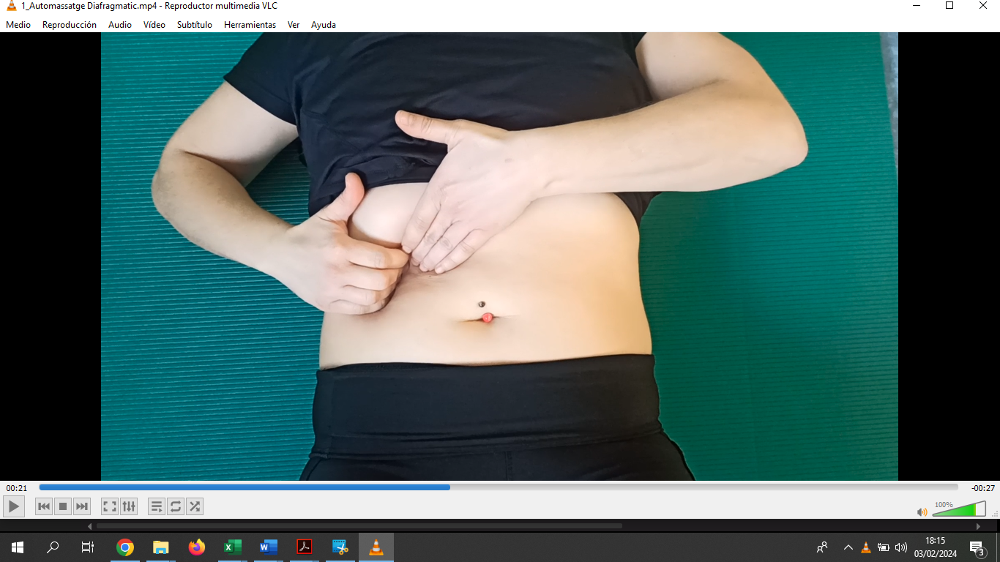 1_Automassatge Diafragmatic.mp4 - Reproductor multimedia VLC
Medio Reproducción Audio Vídeo Subtítulo Herramientas Ver Ayuda
00:21 -00:27
100%
18:15
03/02/2024
3